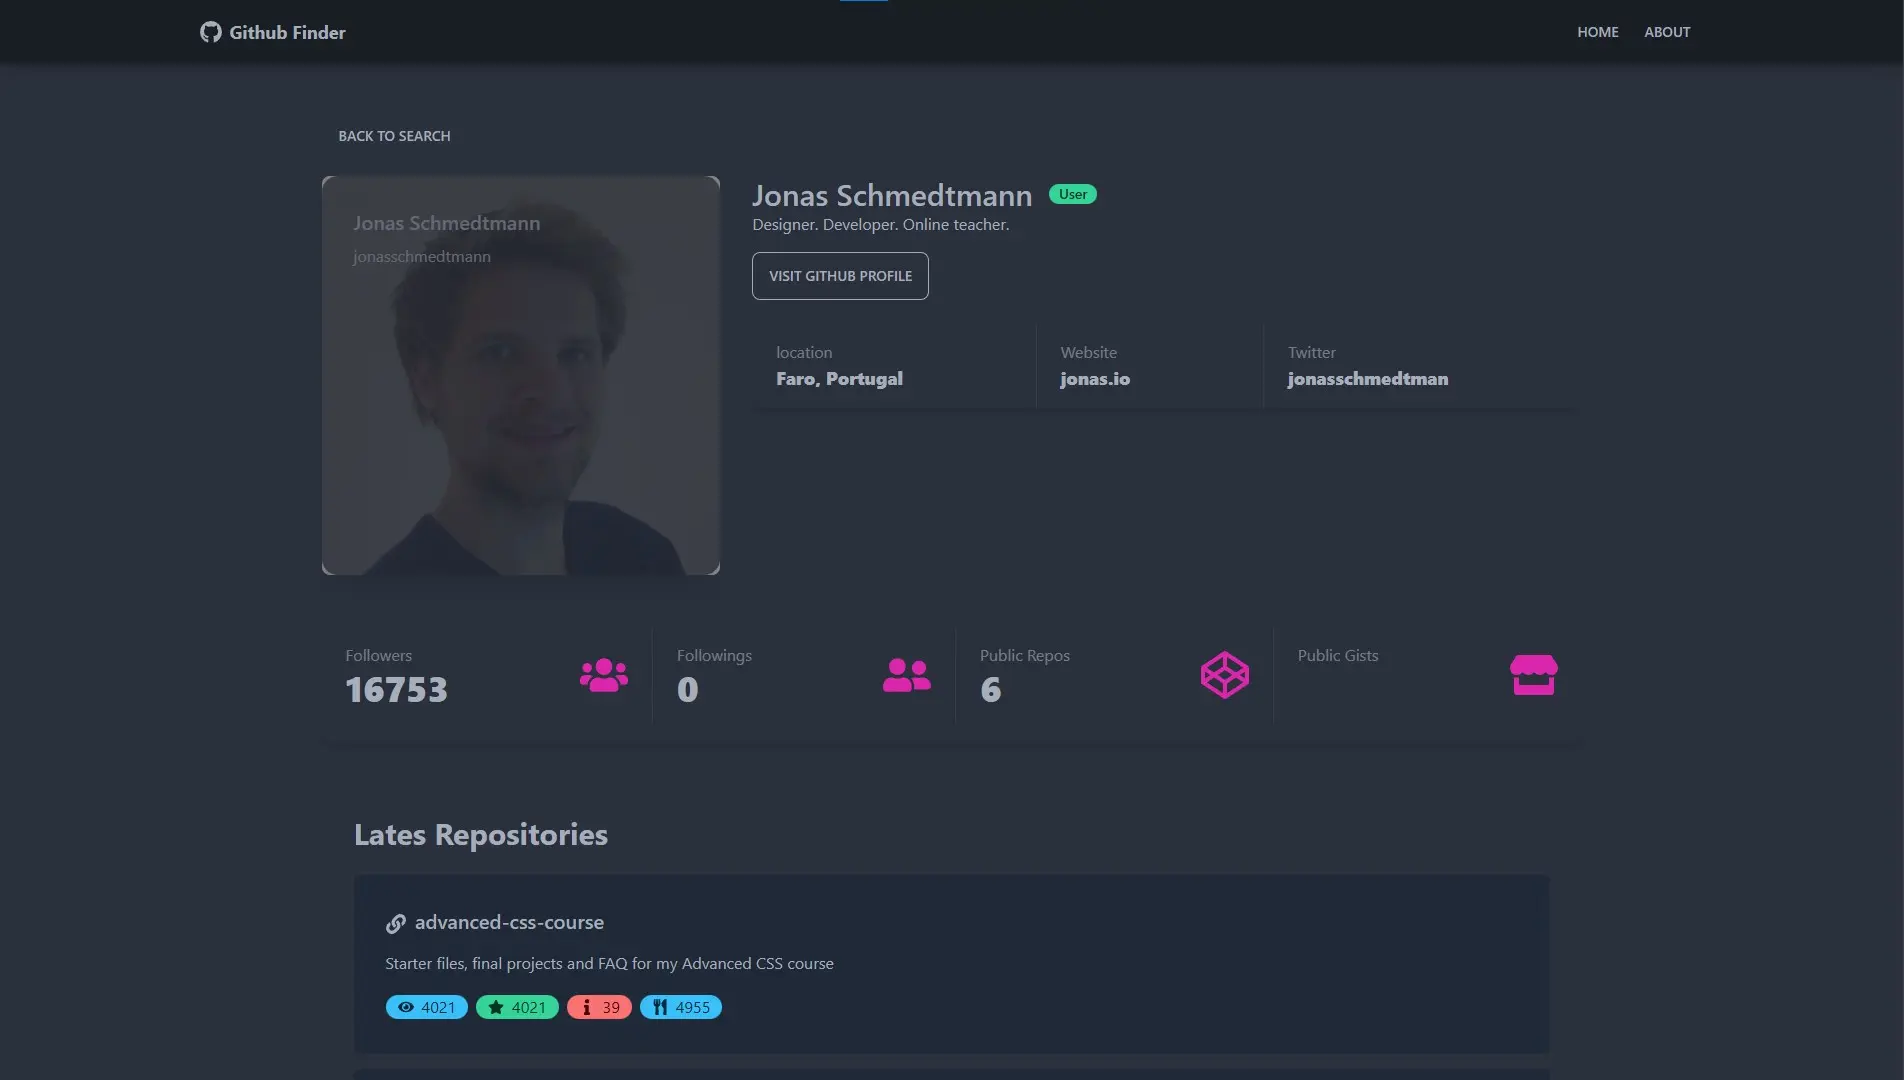 Github Finder
HOME
ABOUT
BACK TO SEARCH
Jonas Schmedtmann
jonasschmedtmann
Jonas Schmedtmann
User
Designer. Developer. Online teacher.
VISIT GITHUB PROFILE
location
Faro, Portugal
Website
jonas.io
Twitter
jonasschmedtman
Followers
16753
Followings
0
Public Repos
6
Public Gists
Lates Repositories
advanced-css-course
Starter files, final projects and FAQ for my Advanced CSS course
4021
4021
39
4955